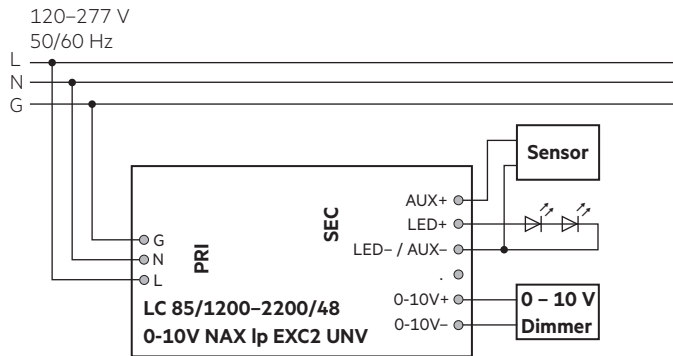 120–277 V
50/60 Hz
L
N
G
Sensor
AUX+
LED+
LED– / AUX–
.
0-10V+
0-10V–
SEC
PRI
G
N
L
0 – 10 V
Dimmer
LC 85/1200–2200/48
0-10V NAX lp EXC2 UNV